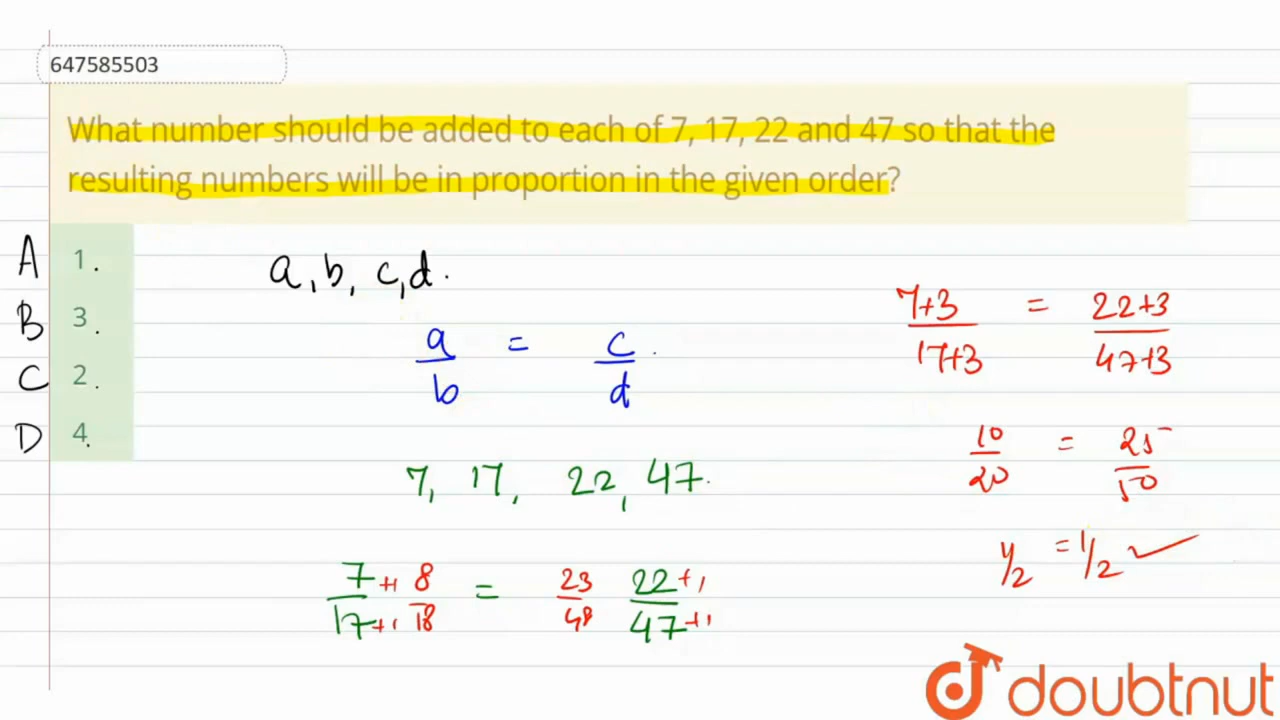 647585503
What number should be added to each of 7, 17, 22 and 47 so that the
resulting numbers will be in proportion in the given order?
A 1.
B 3.
C 2.
D 4.
a, b, c, d.
a/b = c/d.
7, 17, 22, 47.
7+1/17+1 8/18 = 23/48 22+1/47+1
7+3/17+3 = 22+3/47+3
10/20 = 25/50
1/2 = 1/2 ✓
doubtnut